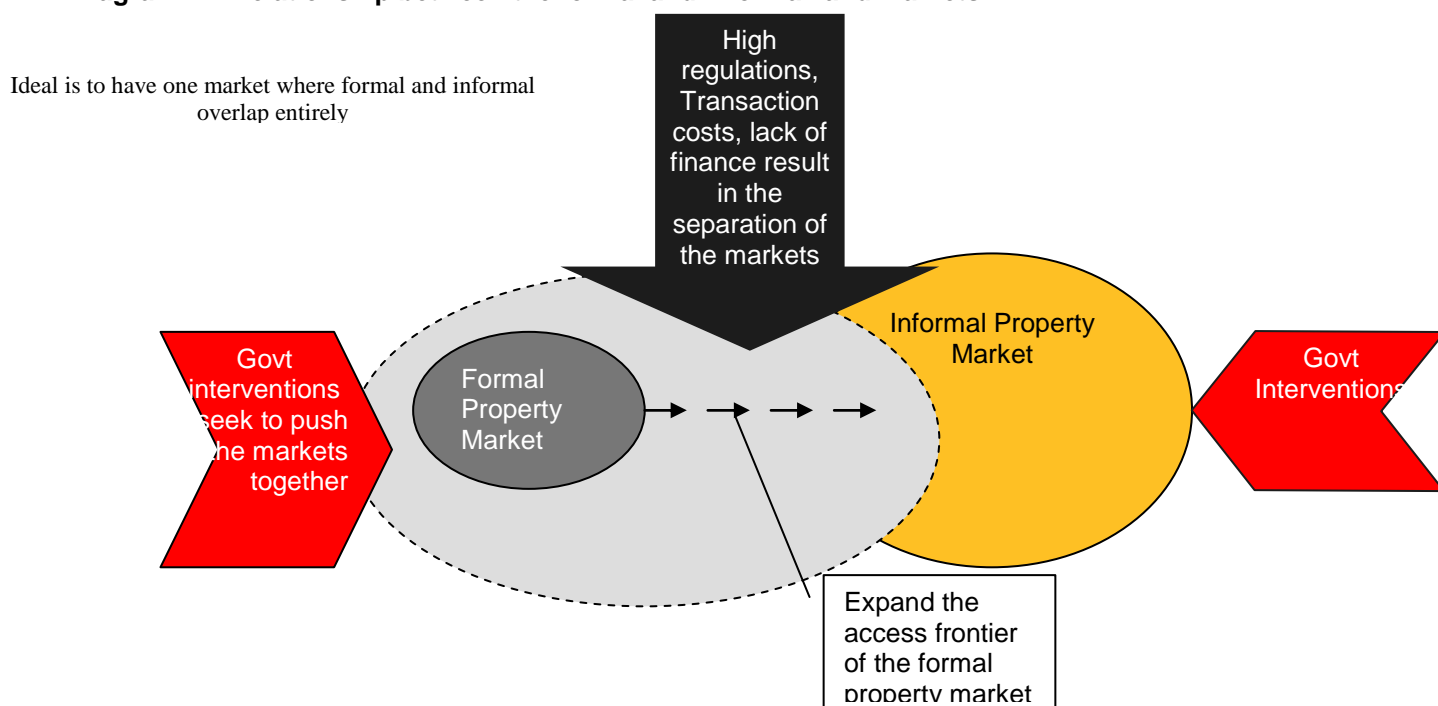 Ideal is to have one market where formal and informal
overlap entirely
High
regulations,
Transaction
costs, lack of
finance result
in the
separation of
the markets
Govt
interventions
seek to push
the markets
together
Formal
Property
Market
Informal Property
Market
Govt
Interventions
Expand the
access frontier
of the formal
property market